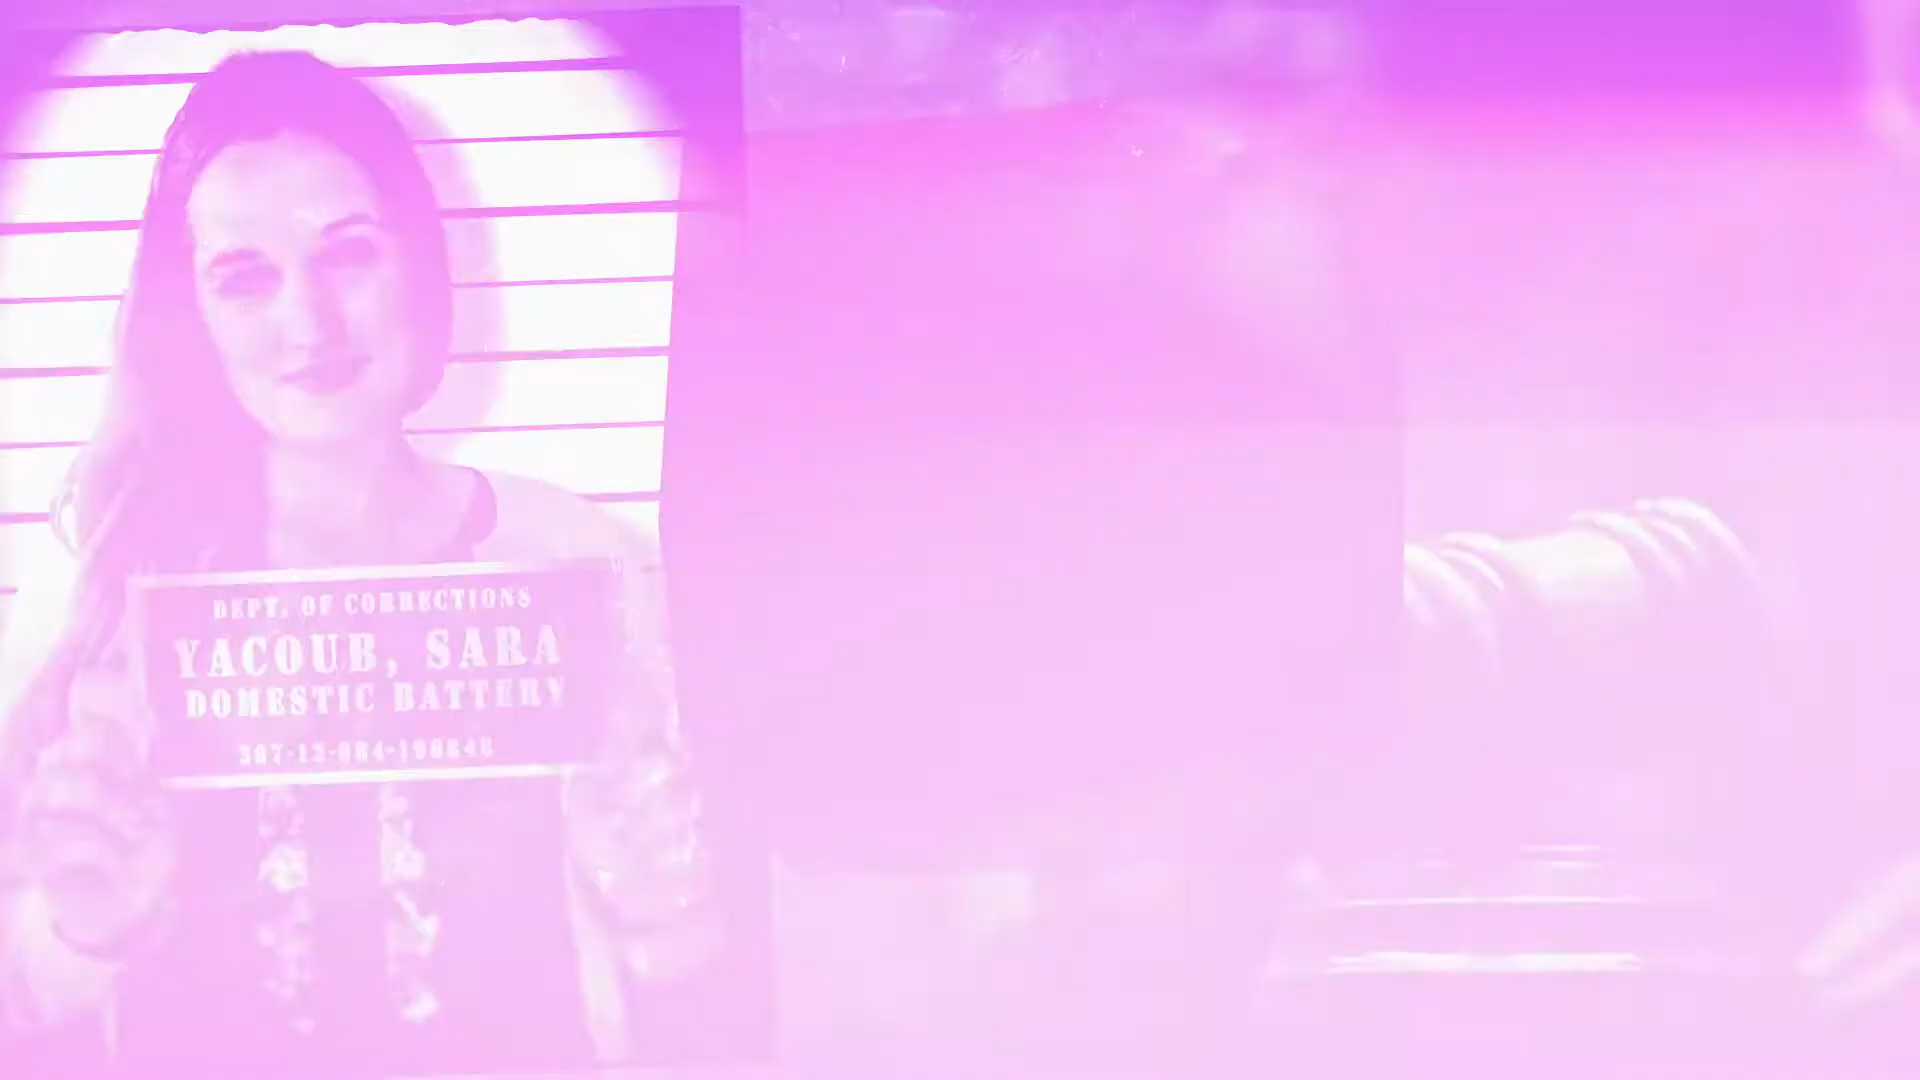 DEPT. OF CORRECTIONS
YACOUB, SARA
DOMESTIC BATTERY